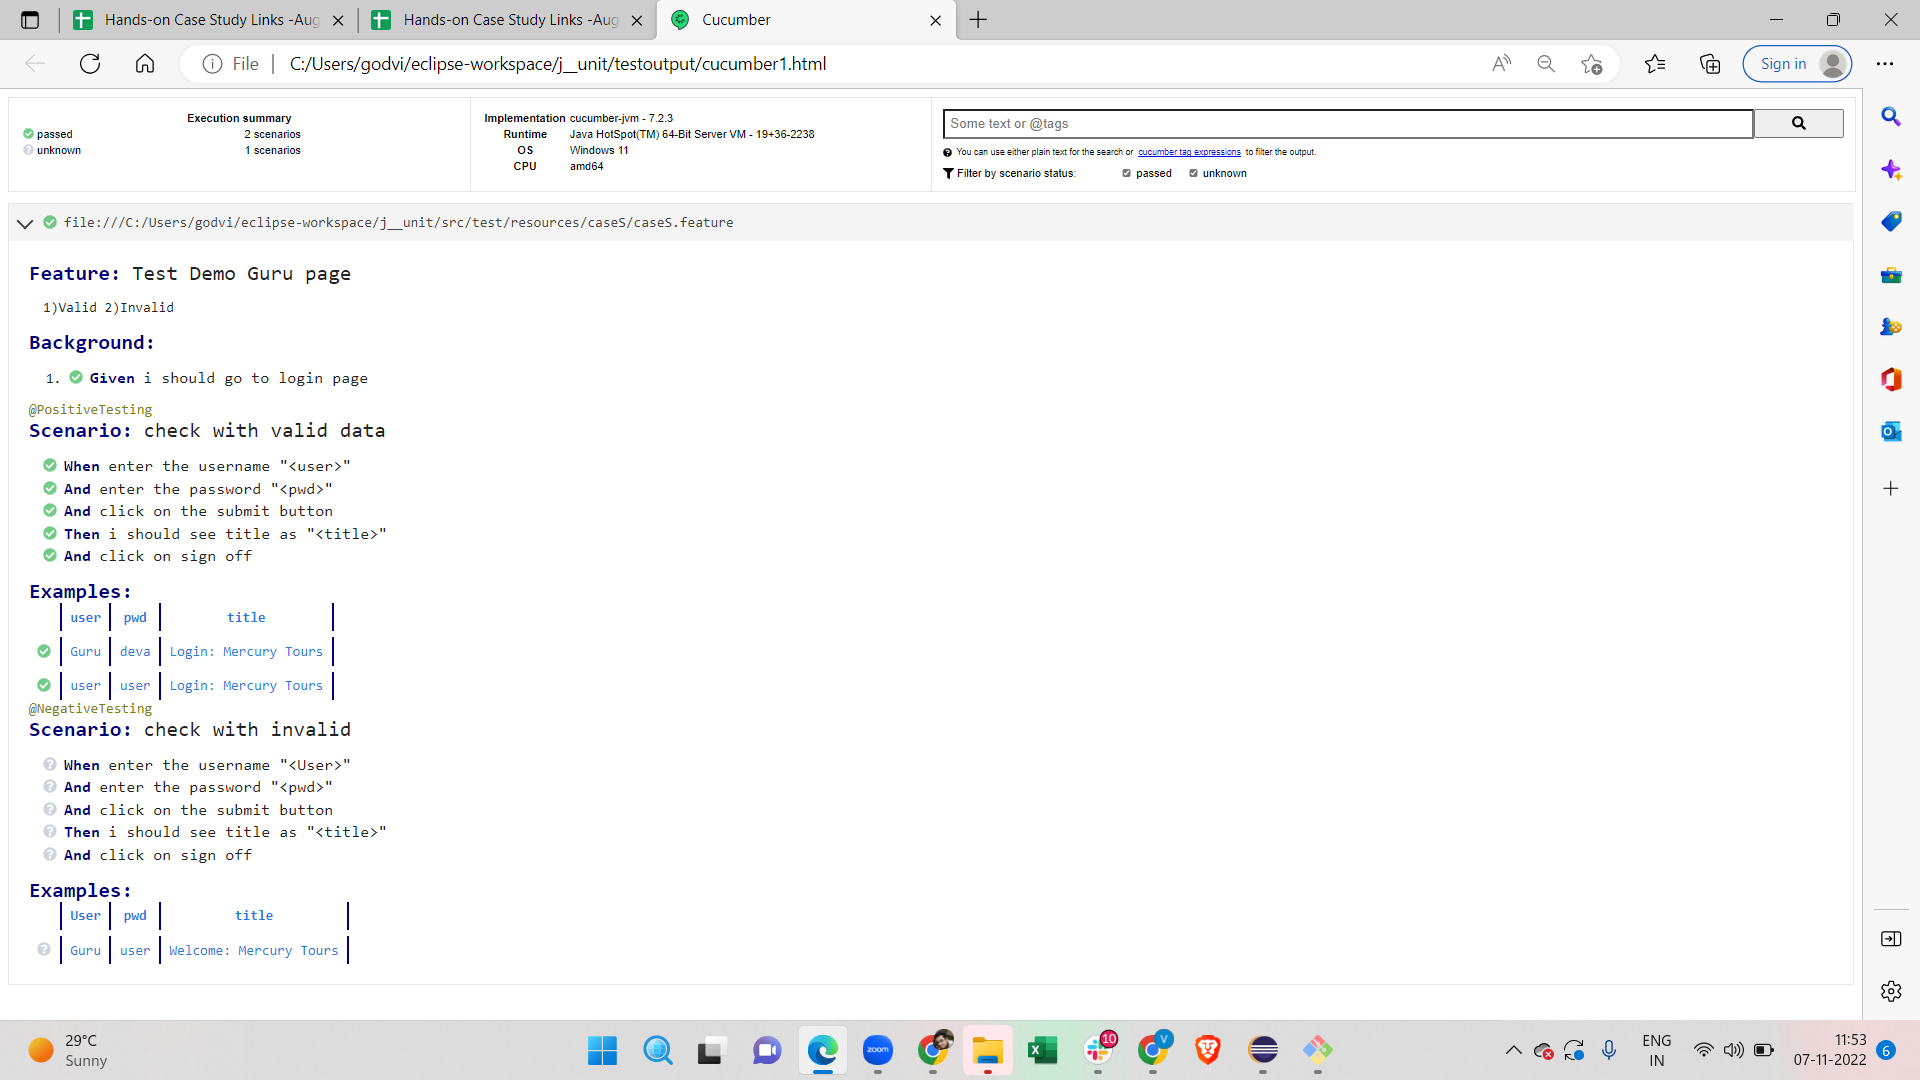 Hands-on Case Study Links -Aug
Hands-on Case Study Links -Aug
Cucumber
File
C:/Users/godvi/eclipse-workspace/j__unit/testoutput/cucumber1.html
Sign in
Execution summary
passed 2 scenarios
unknown 1 scenarios
Implementation cucumber-jvm - 7.2.3
Runtime Java HotSpot(TM) 64-Bit Server VM - 19+36-2238
OS Windows 11
CPU amd64
Some text or @tags
You can use either plain text for the search or cucumber tag expressions to filter the output.
Filter by scenario status: passed unknown
file:///C:/Users/godvi/eclipse-workspace/j__unit/src/test/resources/caseS/caseS.feature
Feature: Test Demo Guru page
1)Valid 2)Invalid
Background:
1. Given i should go to login page
@PositiveTesting
Scenario: check with valid data
When enter the username "<user>"
And enter the password "<pwd>"
And click on the submit button
Then i should see title as "<title>"
And click on sign off
Examples:
user pwd title
Guru deva Login: Mercury Tours
user user Login: Mercury Tours
@NegativeTesting
Scenario: check with invalid
When enter the username "<User>"
And enter the password "<pwd>"
And click on the submit button
Then i should see title as "<title>"
And click on sign off
Examples:
User pwd title
Guru user Welcome: Mercury Tours
29°C
Sunny
zoom
10
V
ENG
IN
11:53
07-11-2022
6